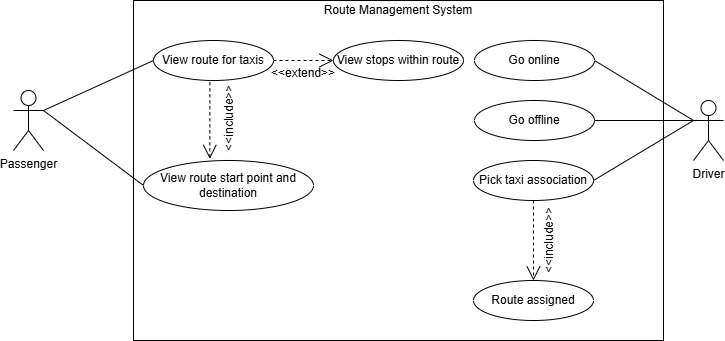 Route Management System
View route for taxis
<<extend>>
View stops within route
Go online
<<include>>
Go offline
Passenger
Driver
View route start point and
destination
Pick taxi association
<<include>>
Route assigned